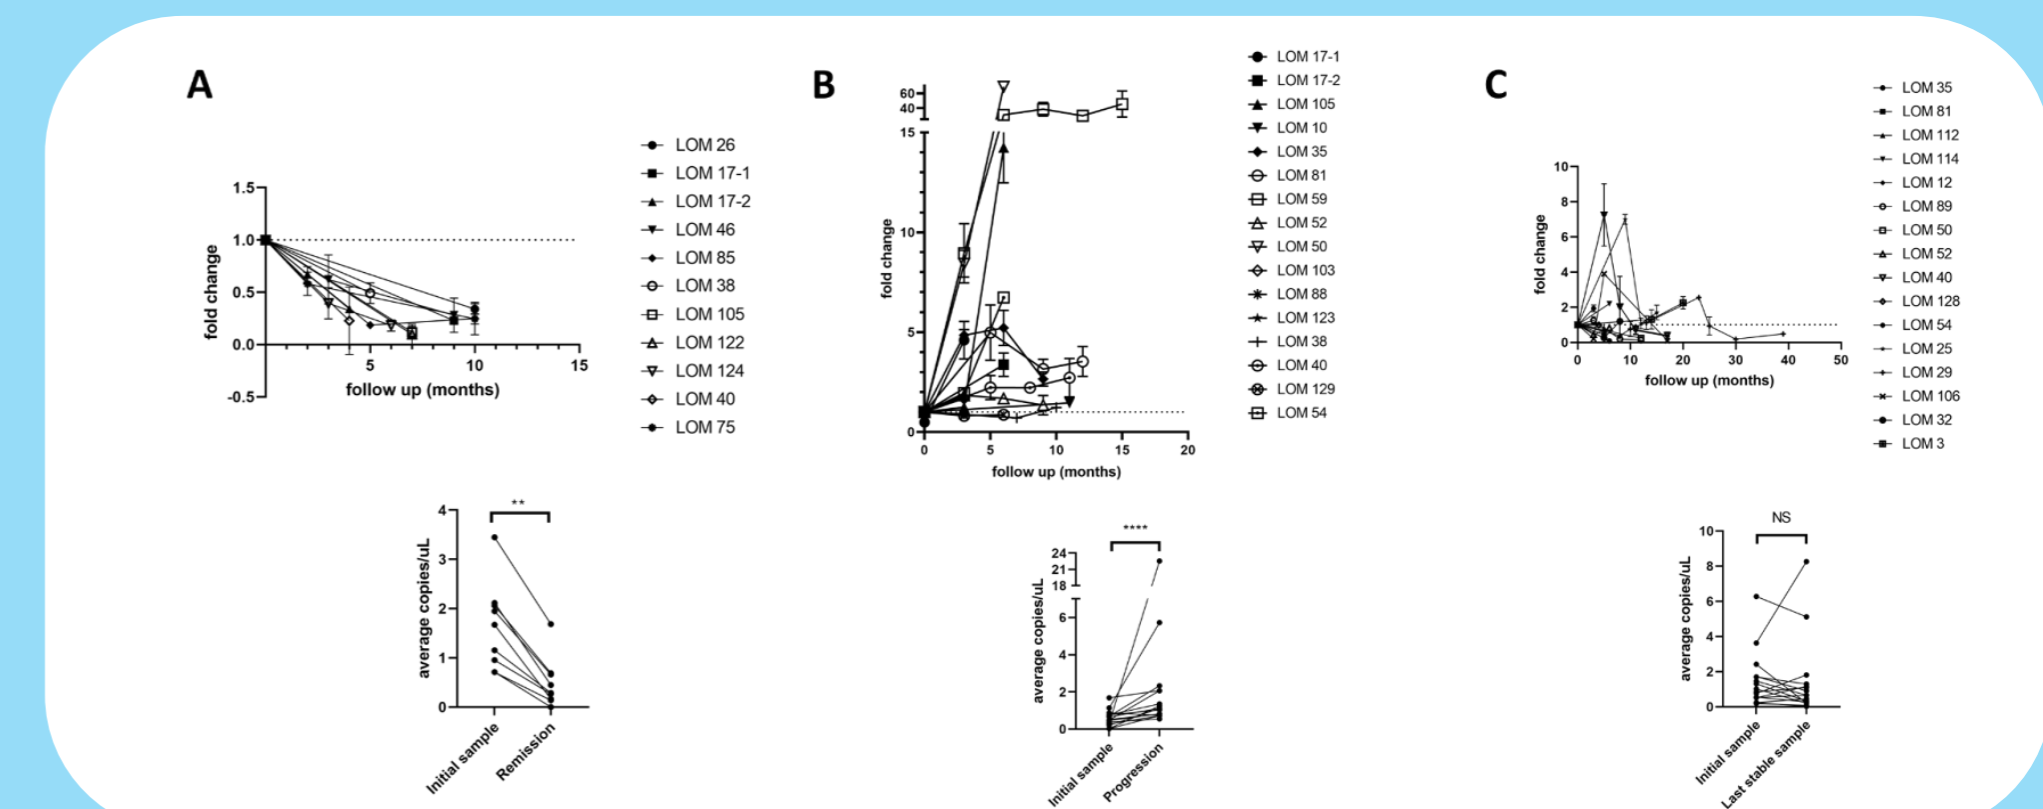 A
1.5
1.0
0.5
0.0
-0.5
5
10
15
fold change
follow up (months)
LOM 26
LOM 17-1
LOM 17-2
LOM 46
LOM 85
LOM 38
LOM 105
LOM 122
LOM 124
LOM 40
LOM 75
**
4
3
2
1
0
average copies/uL
Initial sample
Remission
B
60
40
15
10
5
0
0
5
10
15
20
fold change
follow up (months)
LOM 17-1
LOM 17-2
LOM 105
LOM 10
LOM 35
LOM 81
LOM 59
LOM 52
LOM 50
LOM 103
LOM 88
LOM 123
LOM 38
LOM 40
LOM 129
LOM 54
****
24
21
18
6
4
2
0
average copies/uL
Initial sample
Progression
C
10
8
6
4
2
0
0
10
20
30
40
50
fold change
follow up (months)
LOM 35
LOM 81
LOM 112
LOM 114
LOM 12
LOM 89
LOM 50
LOM 52
LOM 40
LOM 128
LOM 54
LOM 25
LOM 29
LOM 106
LOM 32
LOM 3
NS
10
8
6
4
2
0
average copies/uL
Initial sample
Last stable sample